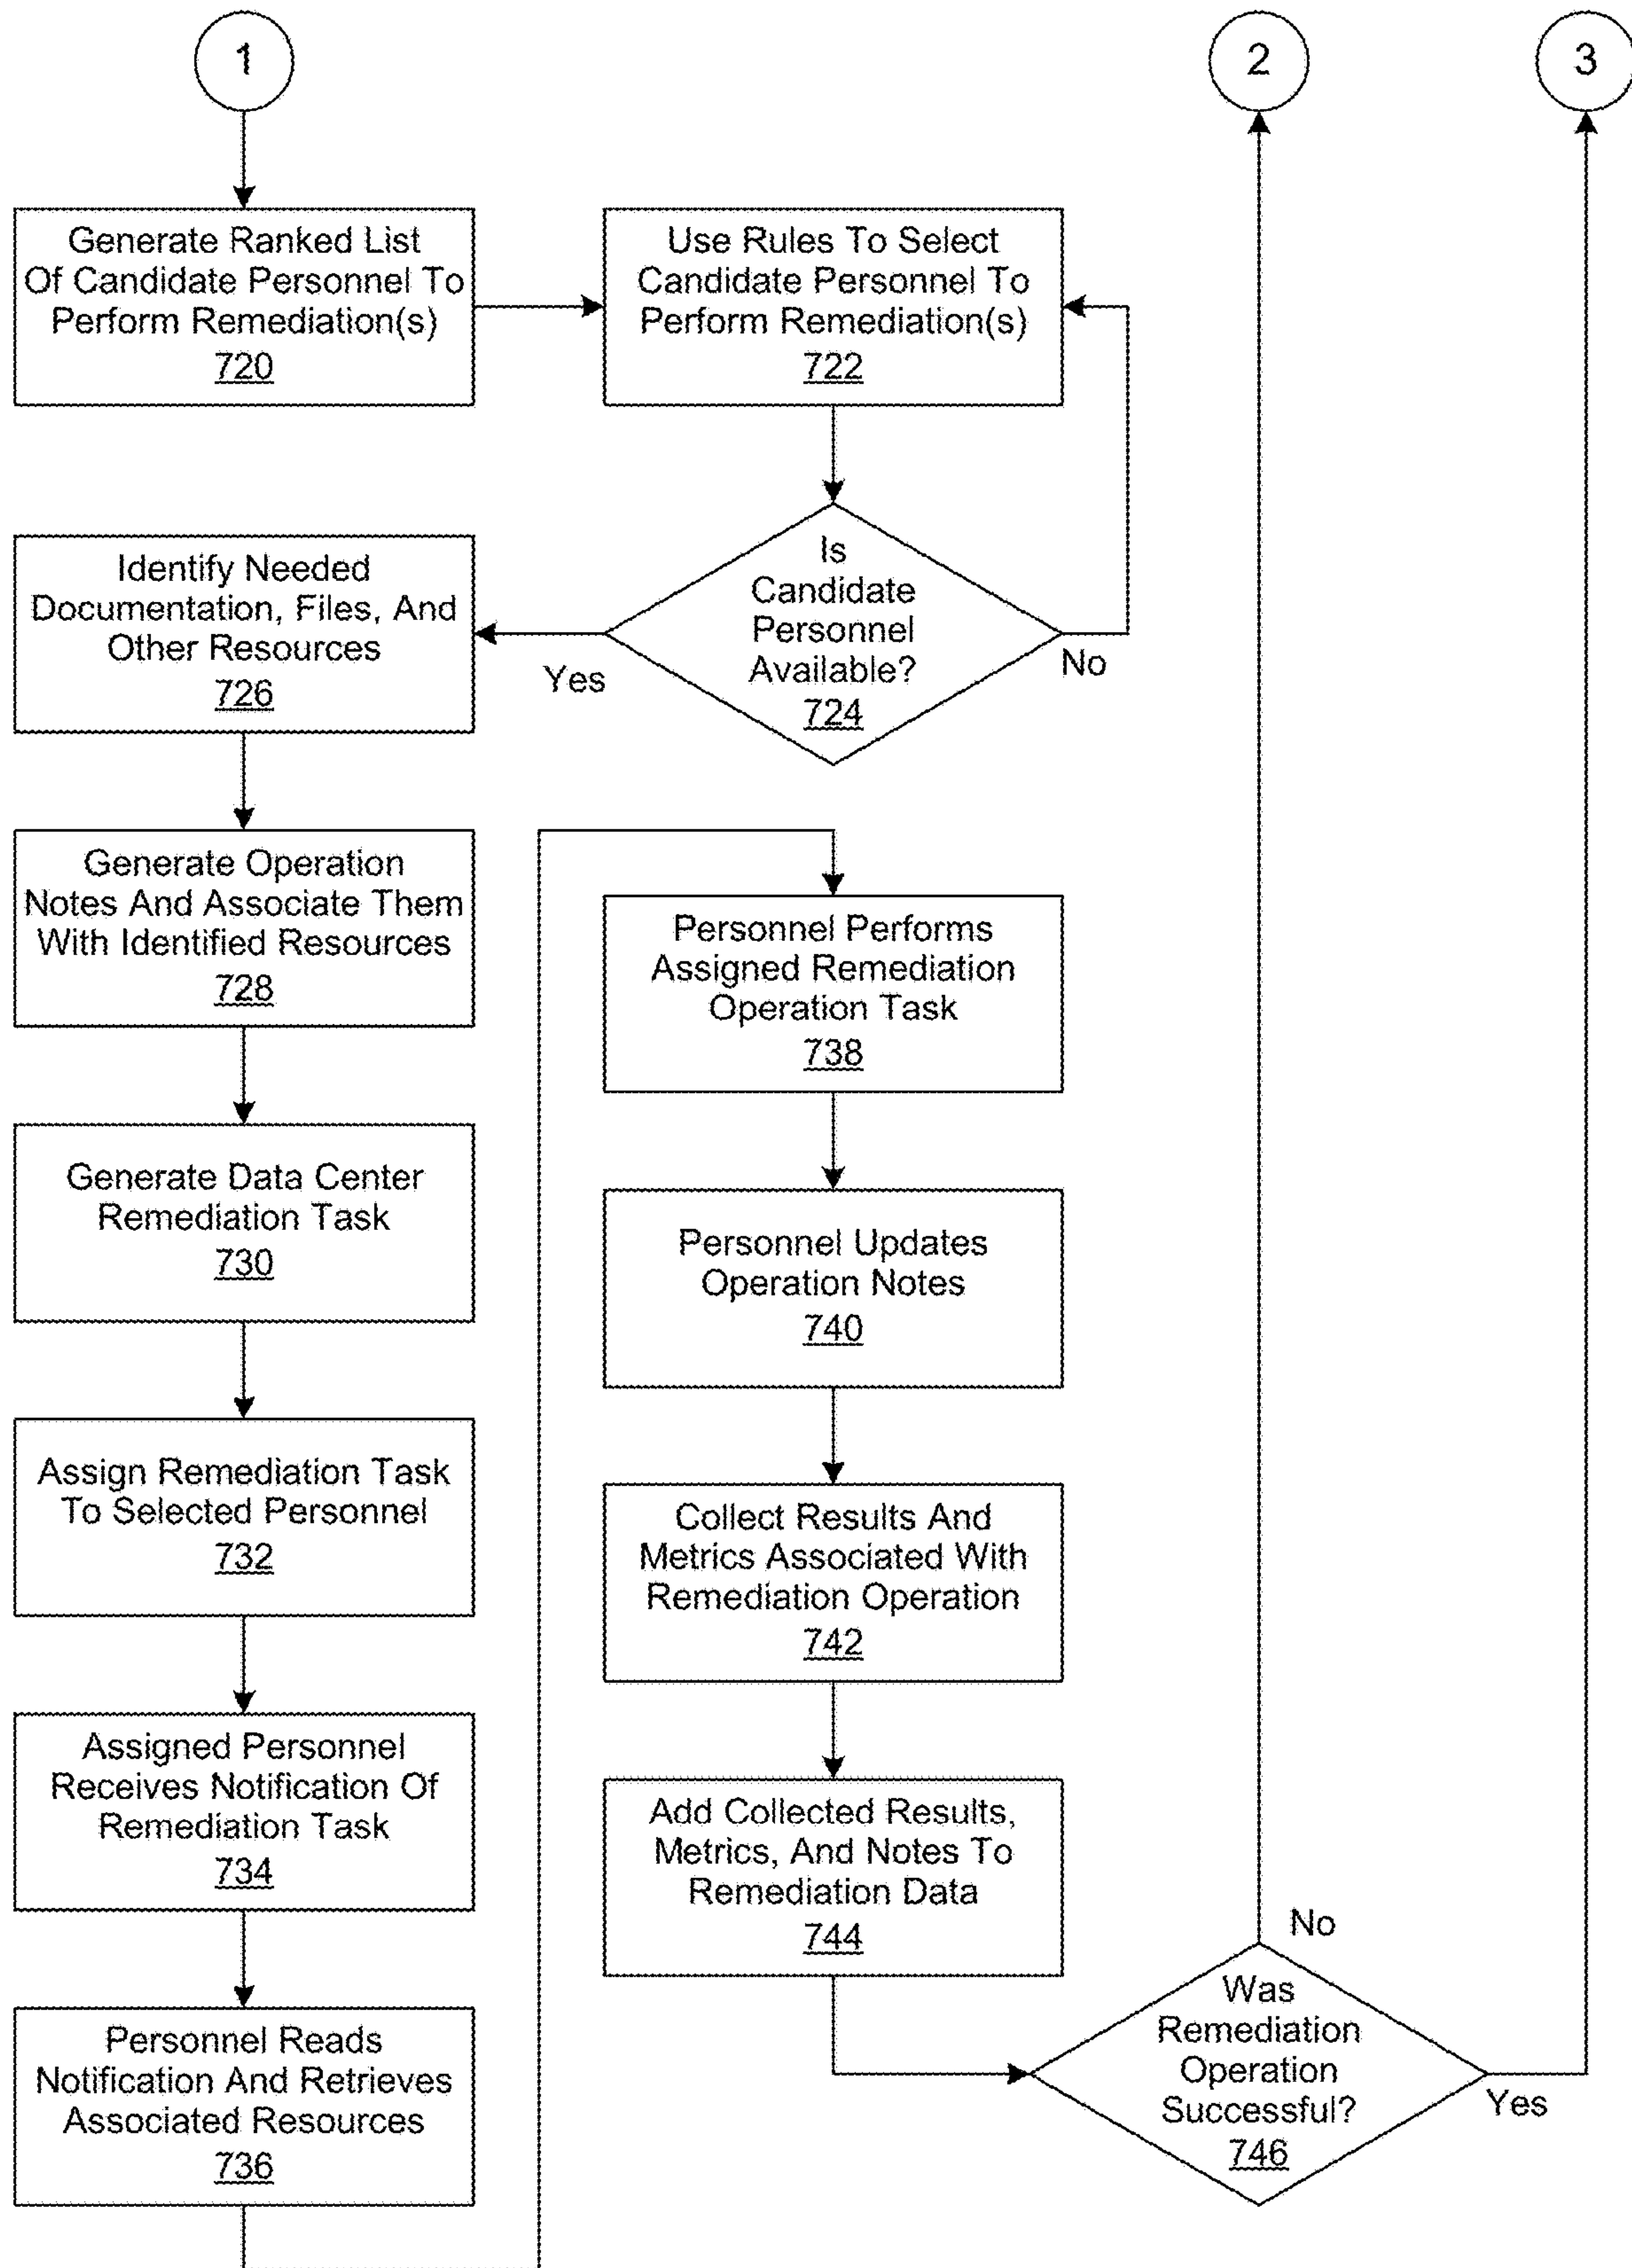 1
2
3
Generate Ranked List
Of Candidate Personnel To
Perform Remediation(s)
720
Use Rules To Select
Candidate Personnel To
Perform Remediation(s)
722
Is
Candidate
Personnel
Available?
724
Yes
No
Identify Needed
Documentation, Files, And
Other Resources
726
Generate Operation
Notes And Associate Them
With Identified Resources
728
Generate Data Center
Remediation Task
730
Assign Remediation Task
To Selected Personnel
732
Assigned Personnel
Receives Notification Of
Remediation Task
734
Personnel Reads
Notification And Retrieves
Associated Resources
736
Personnel Performs
Assigned Remediation
Operation Task
738
Personnel Updates
Operation Notes
740
Collect Results And
Metrics Associated With
Remediation Operation
742
Add Collected Results,
Metrics, And Notes To
Remediation Data
744
Was
Remediation
Operation
Successful?
746
No
Yes